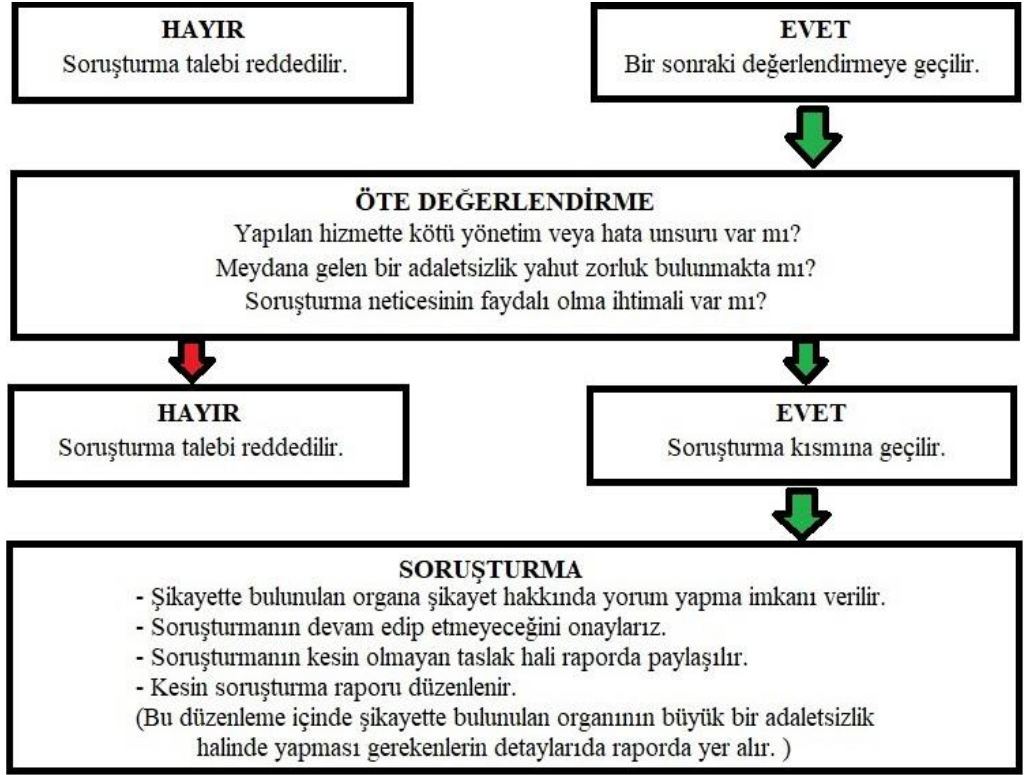 HAYIR
Soruşturma talebi reddedilir.
EVET
Bir sonraki değerlendirmeye geçilir.
ÖTE DEĞERLENDİRME
Yapılan hizmette kötü yönetim veya hata unsuru var mı?
Meydana gelen bir adaletsizlik yahut zorluk bulunmakta mı?
Soruşturma neticesinin faydalı olma ihtimali var mı?
HAYIR
Soruşturma talebi reddedilir.
EVET
Soruşturma kısmına geçilir.
SORUŞTURMA
- Şikayette bulunulan organa şikayet hakkında yorum yapma imkanı verilir.
- Soruşturmanın devam edip etmeyeceğini onaylarız.
- Soruşturmanın kesin olmayan taslak hali raporda paylaşılır.
- Kesin soruşturma raporu düzenlenir.
(Bu düzenleme içinde şikayette bulunulan organının büyük bir adaletsizlik
halinde yapması gerekenlerin detaylarıda raporda yer alır. )